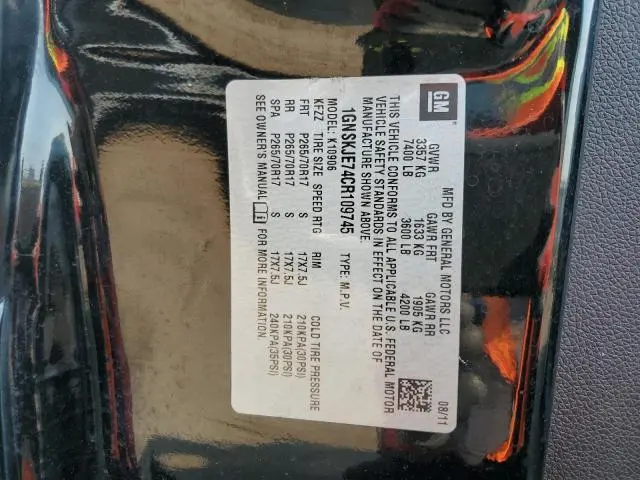 GM
MFD BY GENERAL MOTORS LLC 08/11
GVWR GAWR FRT GAWR RR
3357 KG 1633 KG 1905 KG
7400 LB 3600 LB 4200 LB
THIS VEHICLE CONFORMS TO ALL APPLICABLE U.S. FEDERAL MOTOR
VEHICLE SAFETY STANDARDS IN EFFECT ON THE DATE OF
MANUFACTURE SHOWN ABOVE.
1GNSKJE74CR109745 TYPE: M.P.V.
MODEL: K10906
KFZZ TIRE SIZE SPEED RTG RIM COLD TIRE PRESSURE
FRT P265/70R17 S 17X7.5J 210KPA(30PSI)
RR P265/70R17 S 17X7.5J 210KPA(30PSI)
SPA P265/70R17 S 17X7.5J 240KPA(35PSI)
SEE OWNER'S MANUAL FOR MORE INFORMATION.